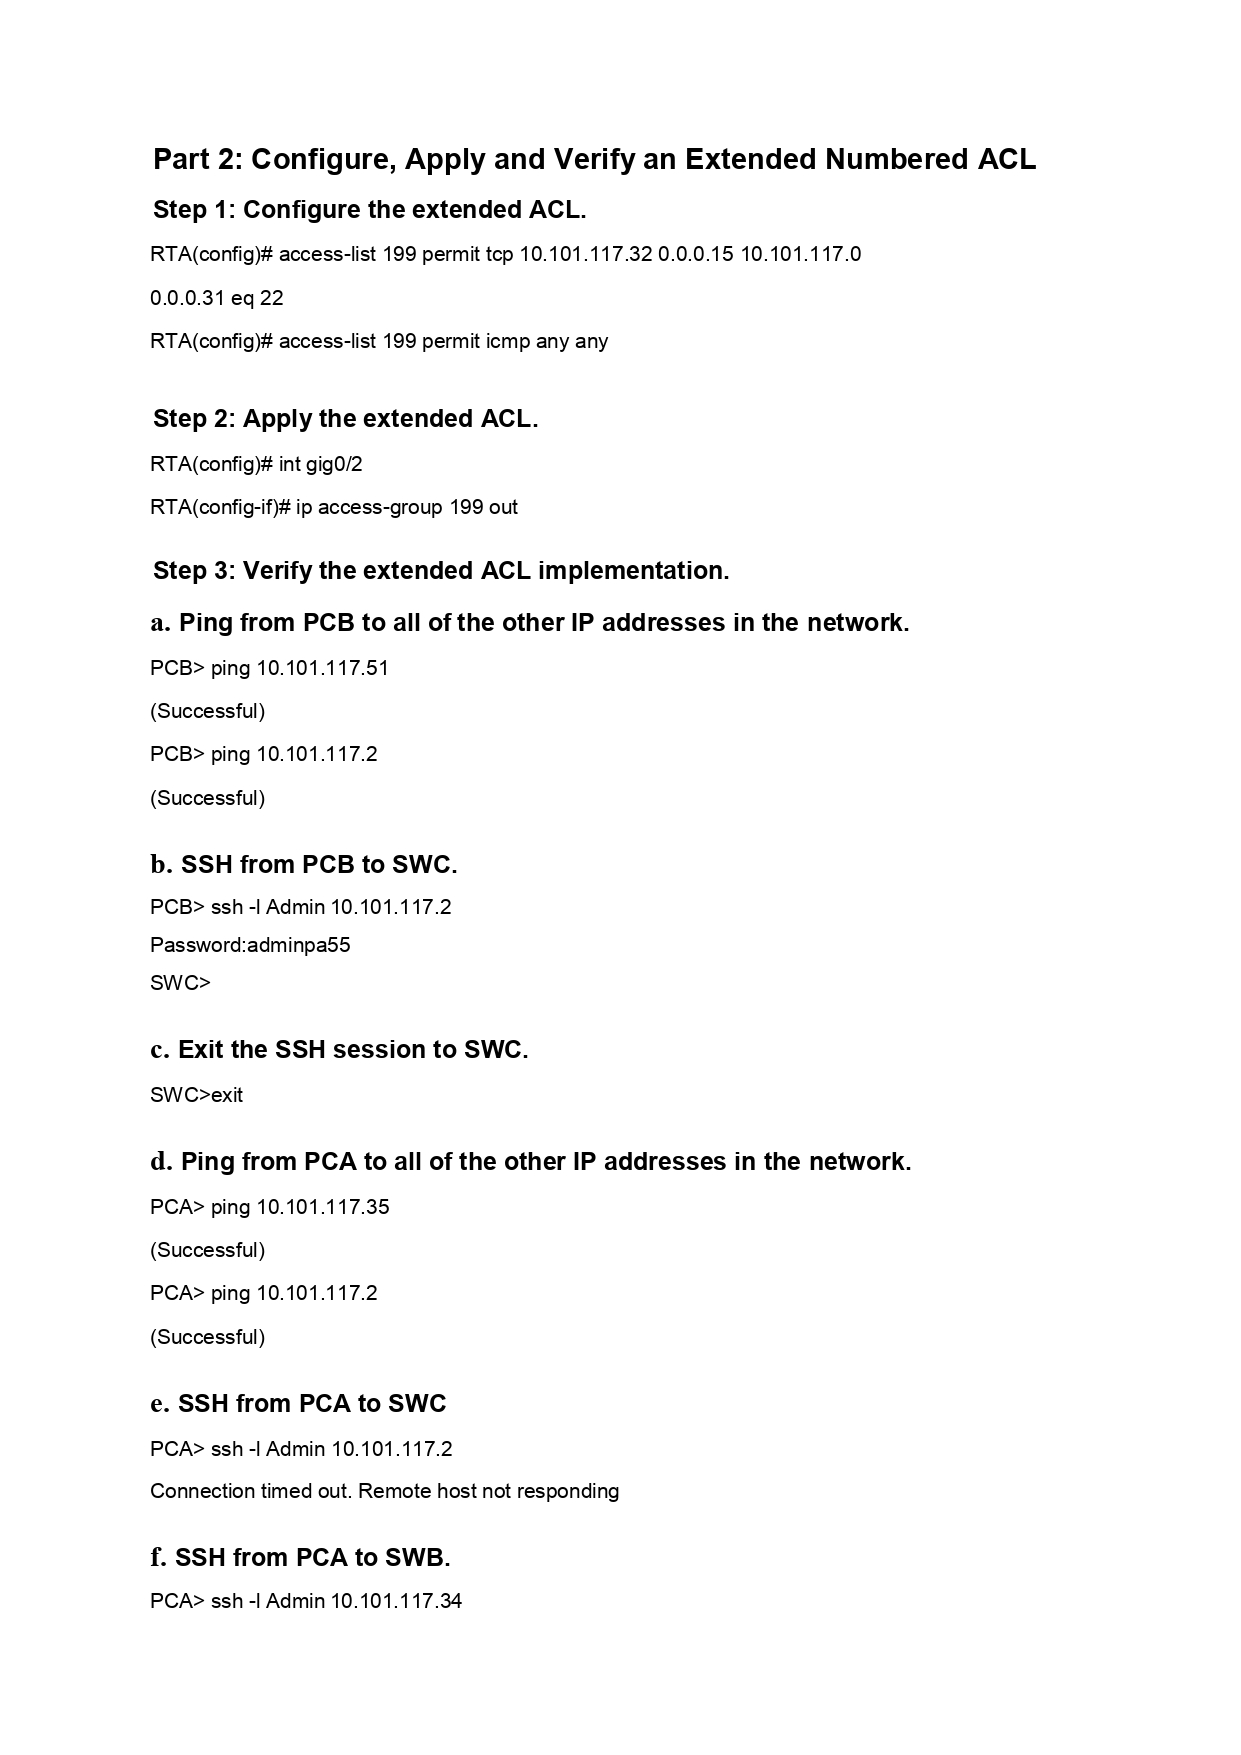 Part 2: Configure, Apply and Verify an Extended Numbered ACL
Step 1: Configure the extended ACL.
RTA(config)# access-list 199 permit tcp 10.101.117.32 0.0.0.15 10.101.117.0
0.0.0.31 eq 22
RTA(config)# access-list 199 permit icmp any any
Step 2: Apply the extended ACL.
RTA(config)# int gig0/2
RTA(config-if)# ip access-group 199 out
Step 3: Verify the extended ACL implementation.
a. Ping from PCB to all of the other IP addresses in the network.
PCB> ping 10.101.117.51
(Successful)
PCB> ping 10.101.117.2
(Successful)
b. SSH from PCB to SWC.
PCB> ssh -l Admin 10.101.117.2
Password:adminpa55
SWC>
c. Exit the SSH session to SWC.
SWC>exit
d. Ping from PCA to all of the other IP addresses in the network.
PCA> ping 10.101.117.35
(Successful)
PCA> ping 10.101.117.2
(Successful)
e. SSH from PCA to SWC
PCA> ssh -l Admin 10.101.117.2
Connection timed out. Remote host not responding
f. SSH from PCA to SWB.
PCA> ssh -l Admin 10.101.117.34